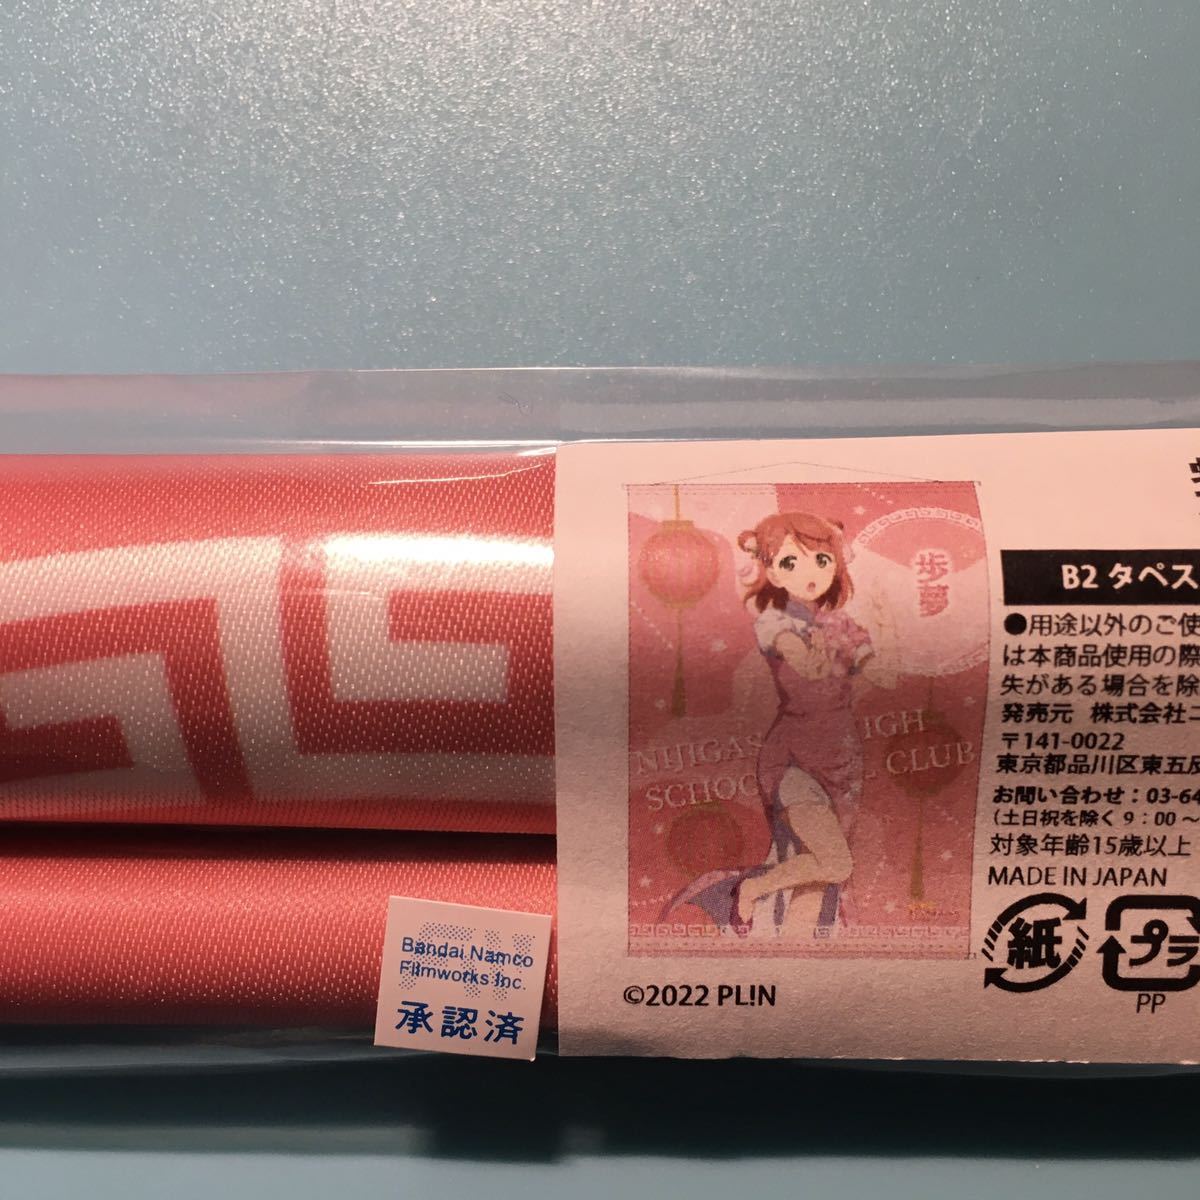 歩夢
NIJIGAS IGH
SCHOO L CLUB
©2022 PL!N
Bandai Namco
Filmworks Inc.
承認済
B2 タペス
●用途以外のご使
は本商品使用の際
失がある場合を除
発売元 株式会社
〒141-0022
東京都品川区東五反
お問い合わせ：03-64
（土日祝を除く 9：00～
対象年齢15歳以上
MADE IN JAPAN
紙
プラ
PP